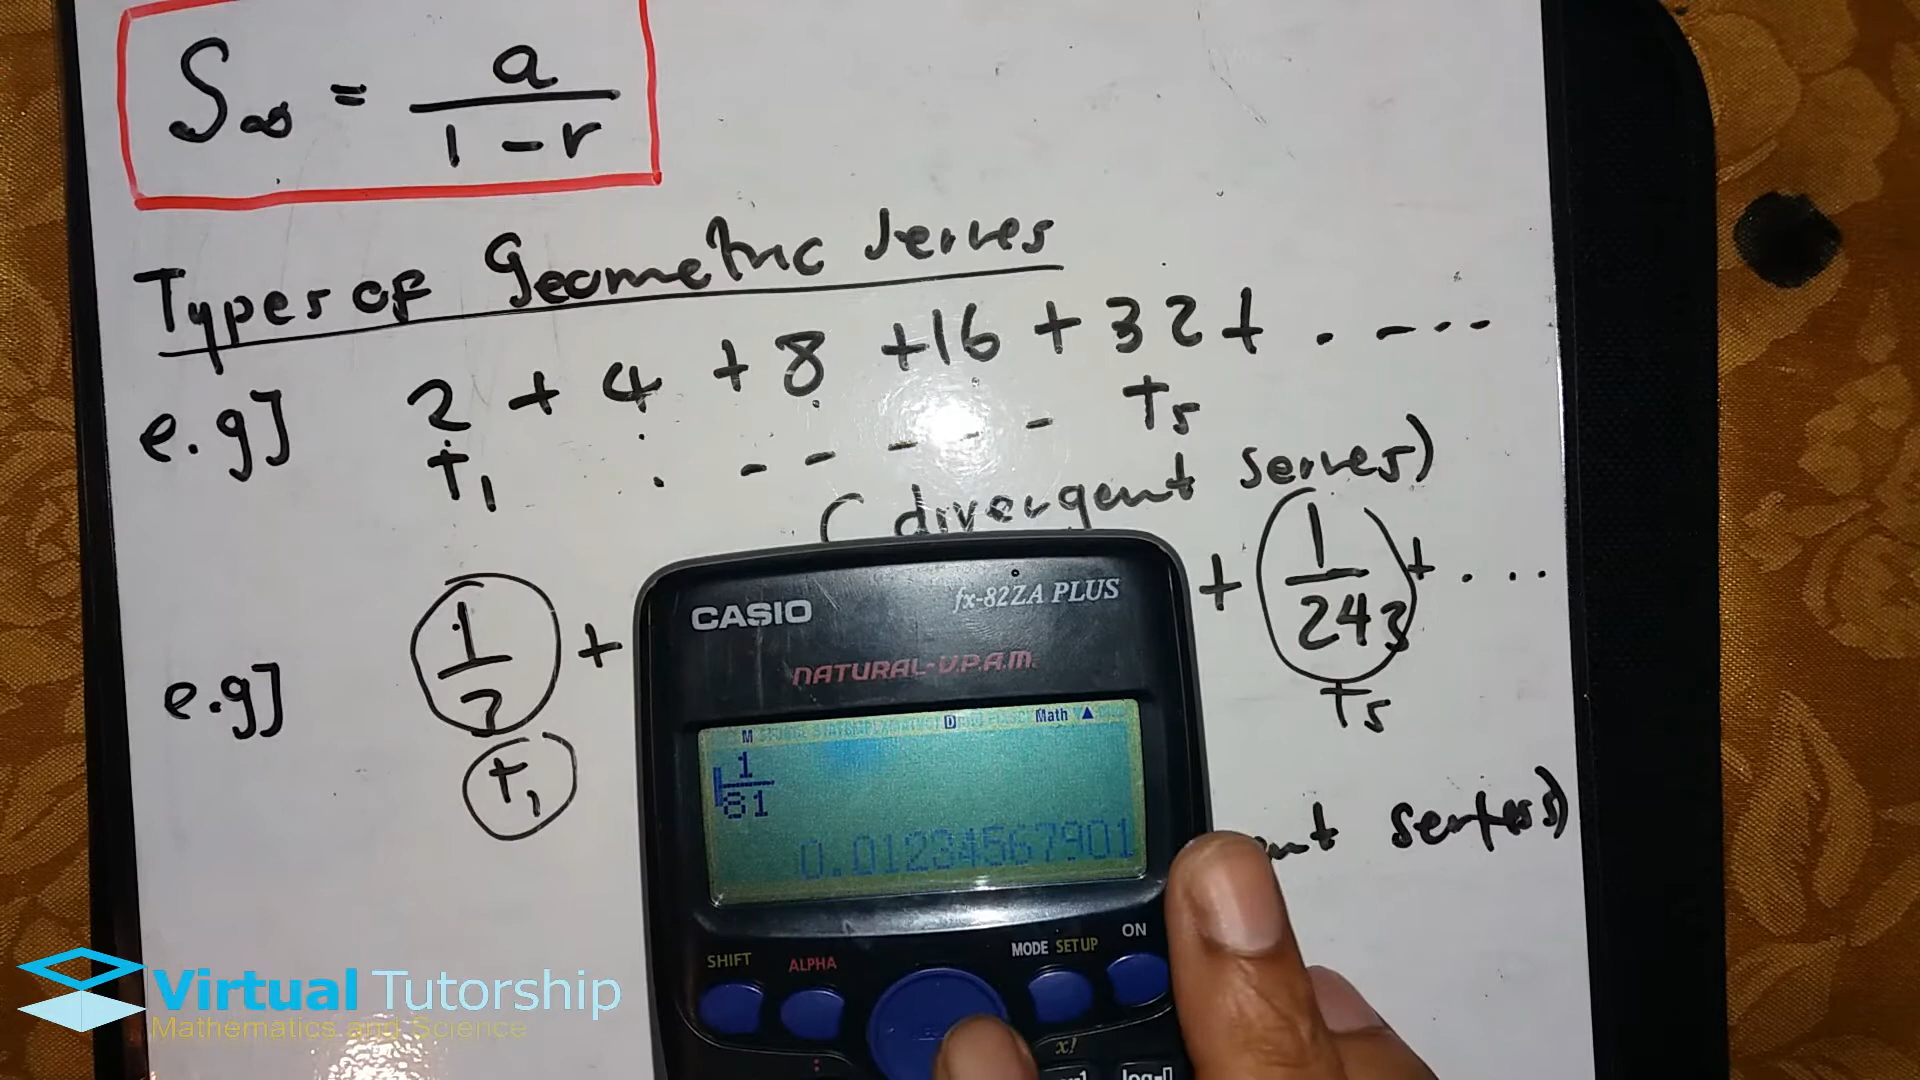 S∞ = a / 1 - r
Types of Geometric Series
e.g] 2 + 4 + 8 + 16 + 32 + . - - - -
T1 : . - - - - - T5
( divergent series)
e.g] 1/3 + + 1/243 + . ...
T1 T5
series)
CASIO fx-82ZA PLUS
NATURAL-V.P.A.M.
M D Math ▲
1/81
0.01234567901
SHIFT ALPHA MODE SETUP ON
x!
Virtual Tutorship
Mathematics and Science